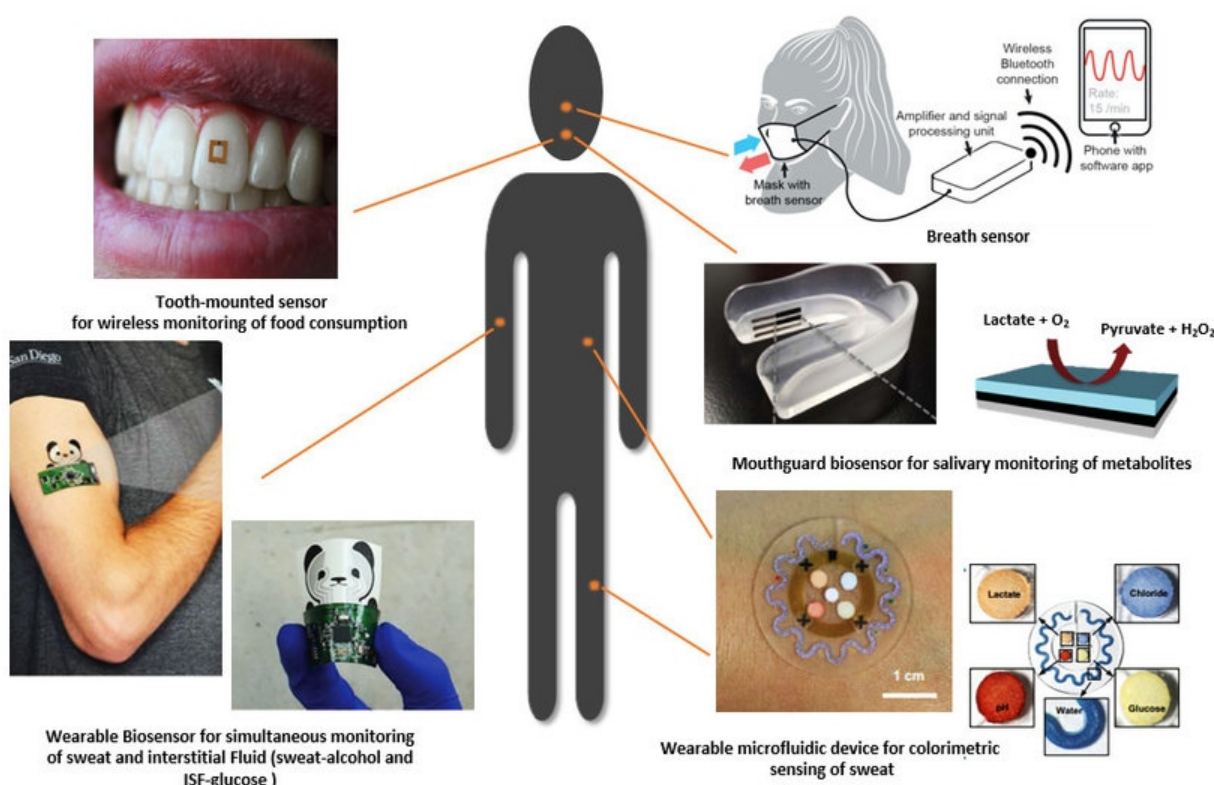 Wireless
Bluetooth
connection
Rate:
15 /min
Amplifier and signal
processing unit
Phone with
software app
Mask with
breath sensor
Breath sensor
Tooth-mounted sensor
for wireless monitoring of food consumption
San Diego
Lactate + O₂
Pyruvate + H₂O₂
Mouthguard biosensor for salivary monitoring of metabolites
1 cm
Lactate
Chloride
pH
Water
Glucose
Wearable Biosensor for simultaneous monitoring
of sweat and interstitial Fluid (sweat-alcohol and
ISF-glucose )
Wearable microfluidic device for colorimetric
sensing of sweat